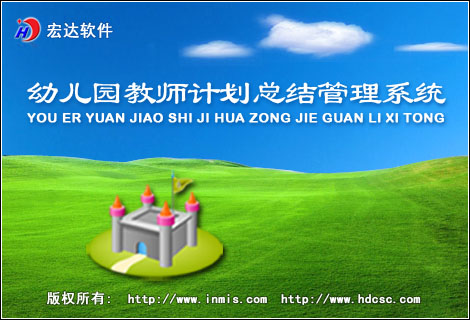 宏达软件
幼儿园教师计划总结管理系统
YOU ER YUAN JIAO SHI JI HUA ZONG JIE GUAN LI XI TONG
版权所有： http://www.inmis.com http://www.hdcsc.com